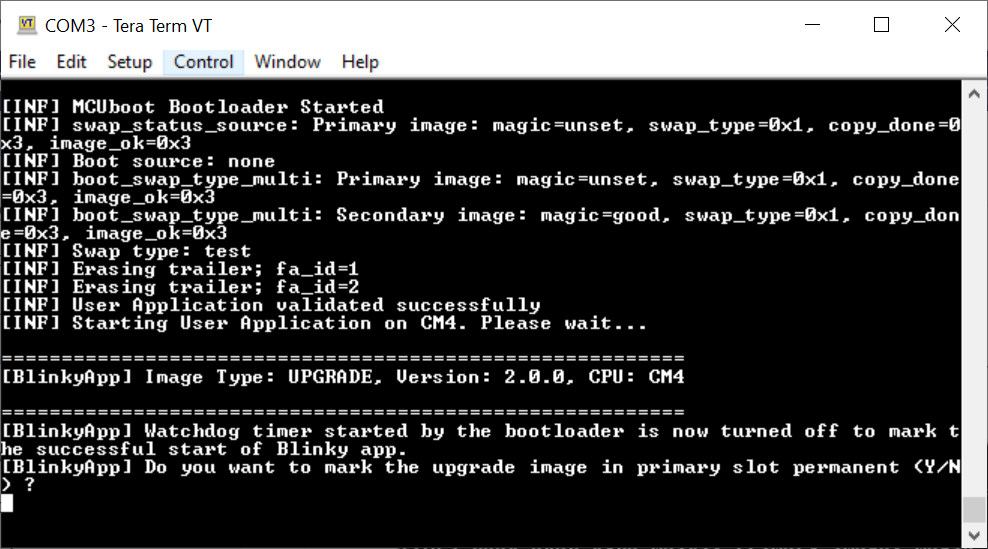 COM3 - Tera Term VT
File Edit Setup Control Window Help
[INF] MCUboot Bootloader Started
[INF] swap_status_source: Primary image: magic=unset, swap_type=0x1, copy_done=0
x3, image_ok=0x3
[INF] Boot source: none
[INF] boot_swap_type_multi: Primary image: magic=unset, swap_type=0x1, copy_done
=0x3, image_ok=0x3
[INF] boot_swap_type_multi: Secondary image: magic=good, swap_type=0x1, copy_don
e=0x3, image_ok=0x3
[INF] Swap type: test
[INF] Erasing trailer; fa_id=1
[INF] Erasing trailer; fa_id=2
[INF] User Application validated successfully
[INF] Starting User Application on CM4. Please wait...
=========================================================
[BlinkyApp] Image Type: UPGRADE, Version: 2.0.0, CPU: CM4
=========================================================
[BlinkyApp] Watchdog timer started by the bootloader is now turned off to mark t
he successful start of Blinky app.
[BlinkyApp] Do you want to mark the upgrade image in primary slot permanent (Y/N
) ?